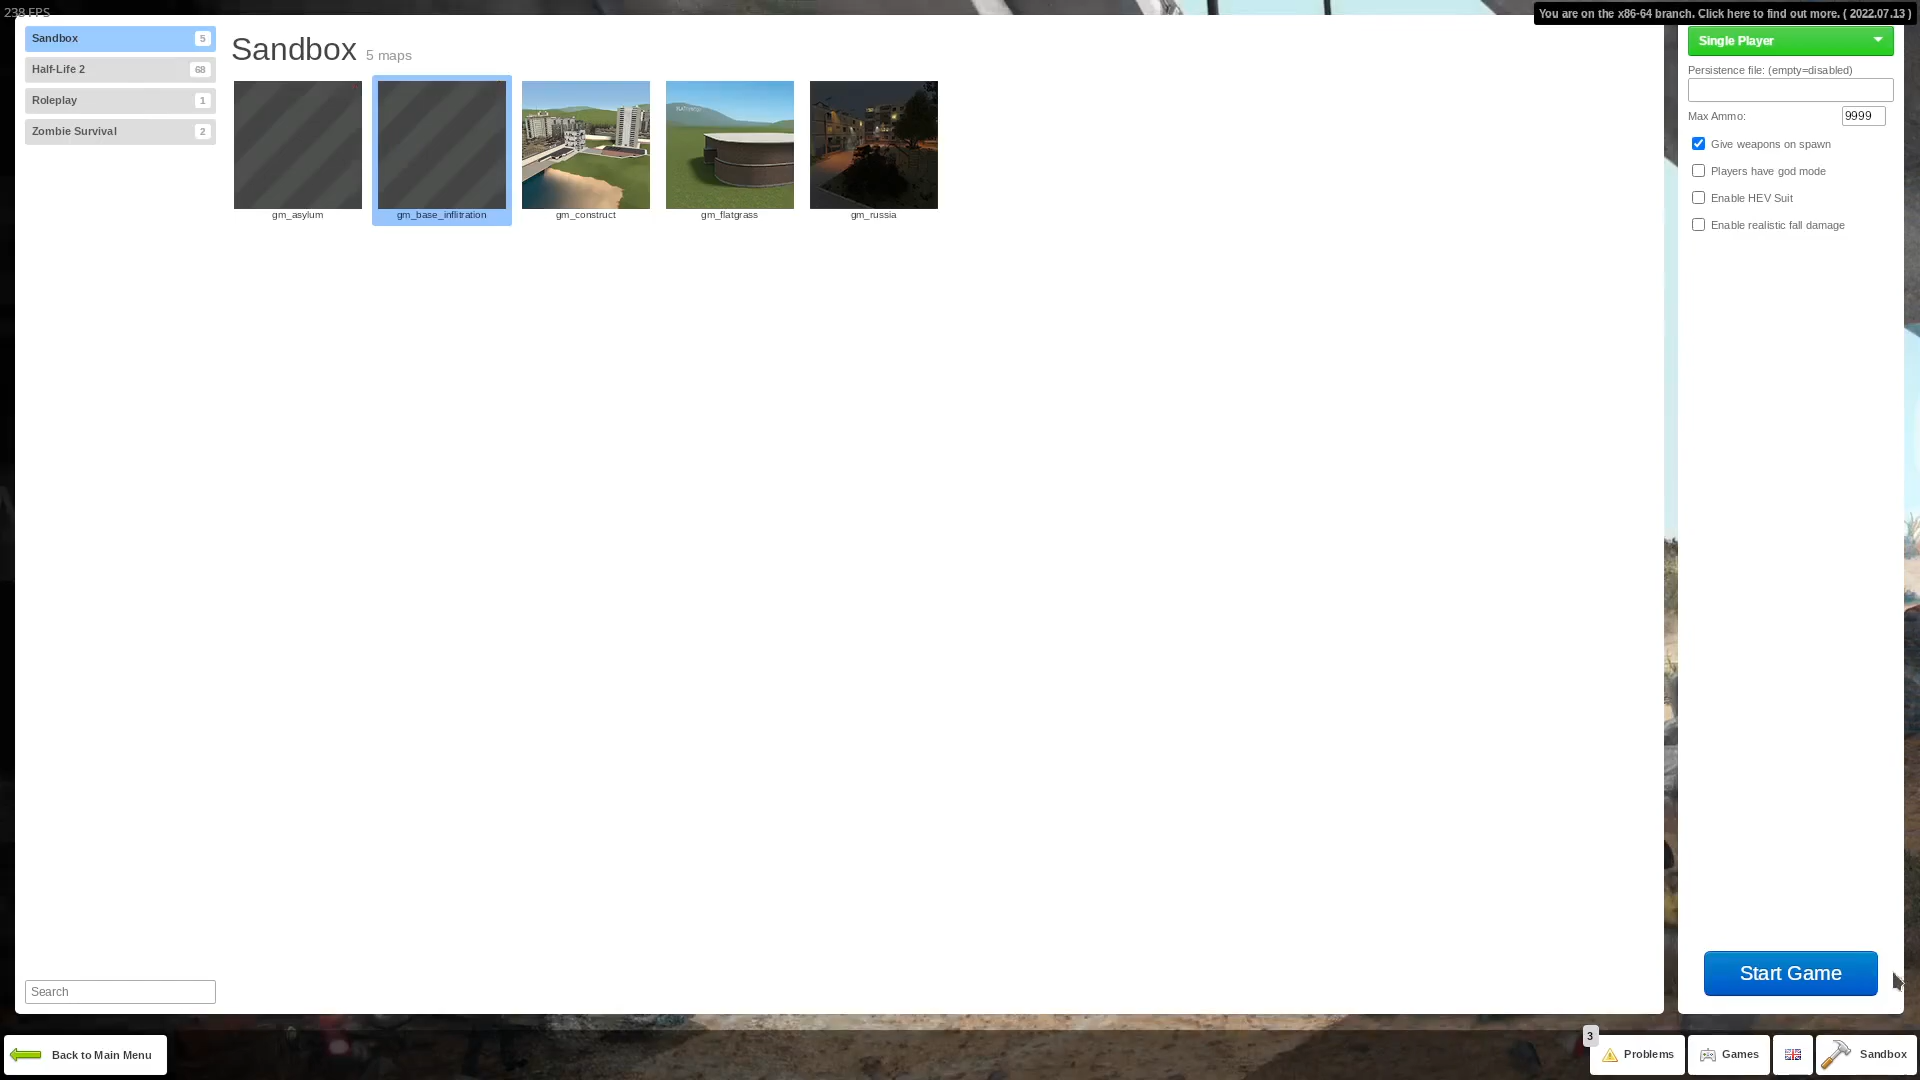 238 FPS
You are on the x86-64 branch. Click here to find out more. ( 2022.07.13 )
Sandbox 5
Half-Life 2 68
Roleplay 1
Zombie Survival 2
Sandbox 5 maps
gm_asylum
gm_base_inflitration
gm_construct
gm_flatgrass
gm_russia
Single Player
Persistence file: (empty=disabled)
Max Ammo: 9999
Give weapons on spawn
Players have god mode
Enable HEV Suit
Enable realistic fall damage
Start Game
Search
Back to Main Menu
3
Problems
Games
Sandbox